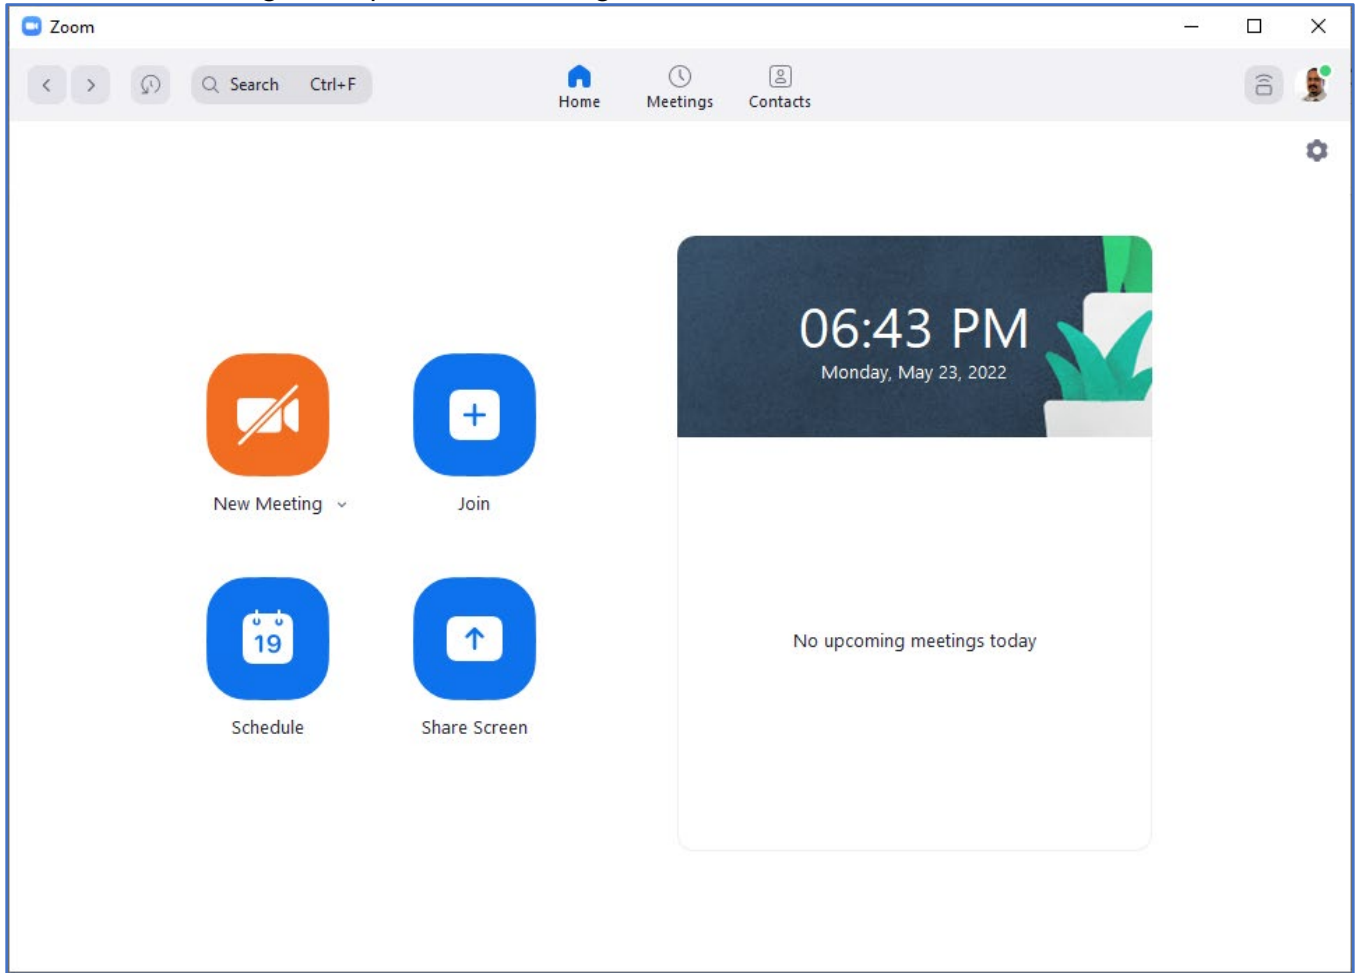 Zoom
Search Ctrl+F
Home Meetings Contacts
06:43 PM
Monday, May 23, 2022
New Meeting
Join
19
Schedule
Share Screen
No upcoming meetings today